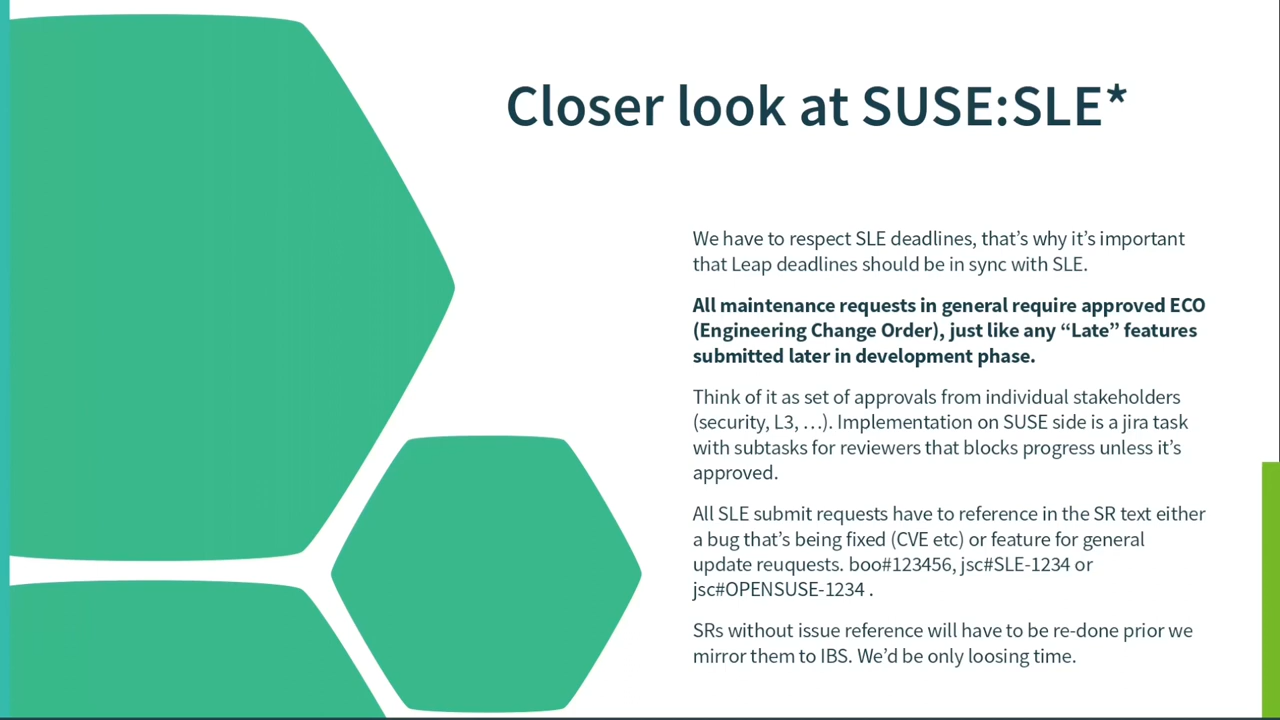 Closer look at SUSE:SLE*
We have to respect SLE deadlines, that’s why it’s important
that Leap deadlines should be in sync with SLE.
All maintenance requests in general require approved ECO
(Engineering Change Order), just like any “Late” features
submitted later in development phase.
Think of it as set of approvals from individual stakeholders
(security, L3, …). Implementation on SUSE side is a jira task
with subtasks for reviewers that blocks progress unless it’s
approved.
All SLE submit requests have to reference in the SR text either
a bug that’s being fixed (CVE etc) or feature for general
update reuquests. boo#123456, jsc#SLE-1234 or
jsc#OPENSUSE-1234 .
SRs without issue reference will have to be re-done prior we
mirror them to IBS. We’d be only loosing time.